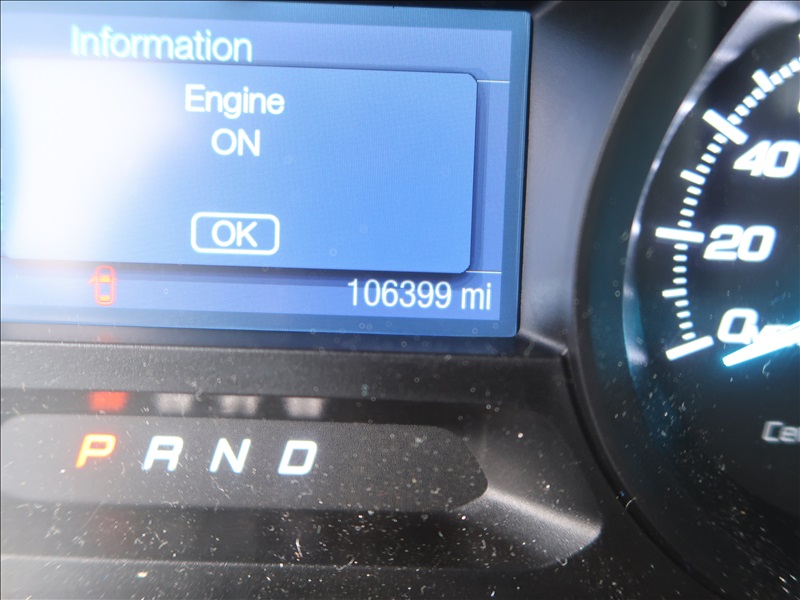 Information
Engine
ON
OK
106399 mi
40
20
0
P R N D